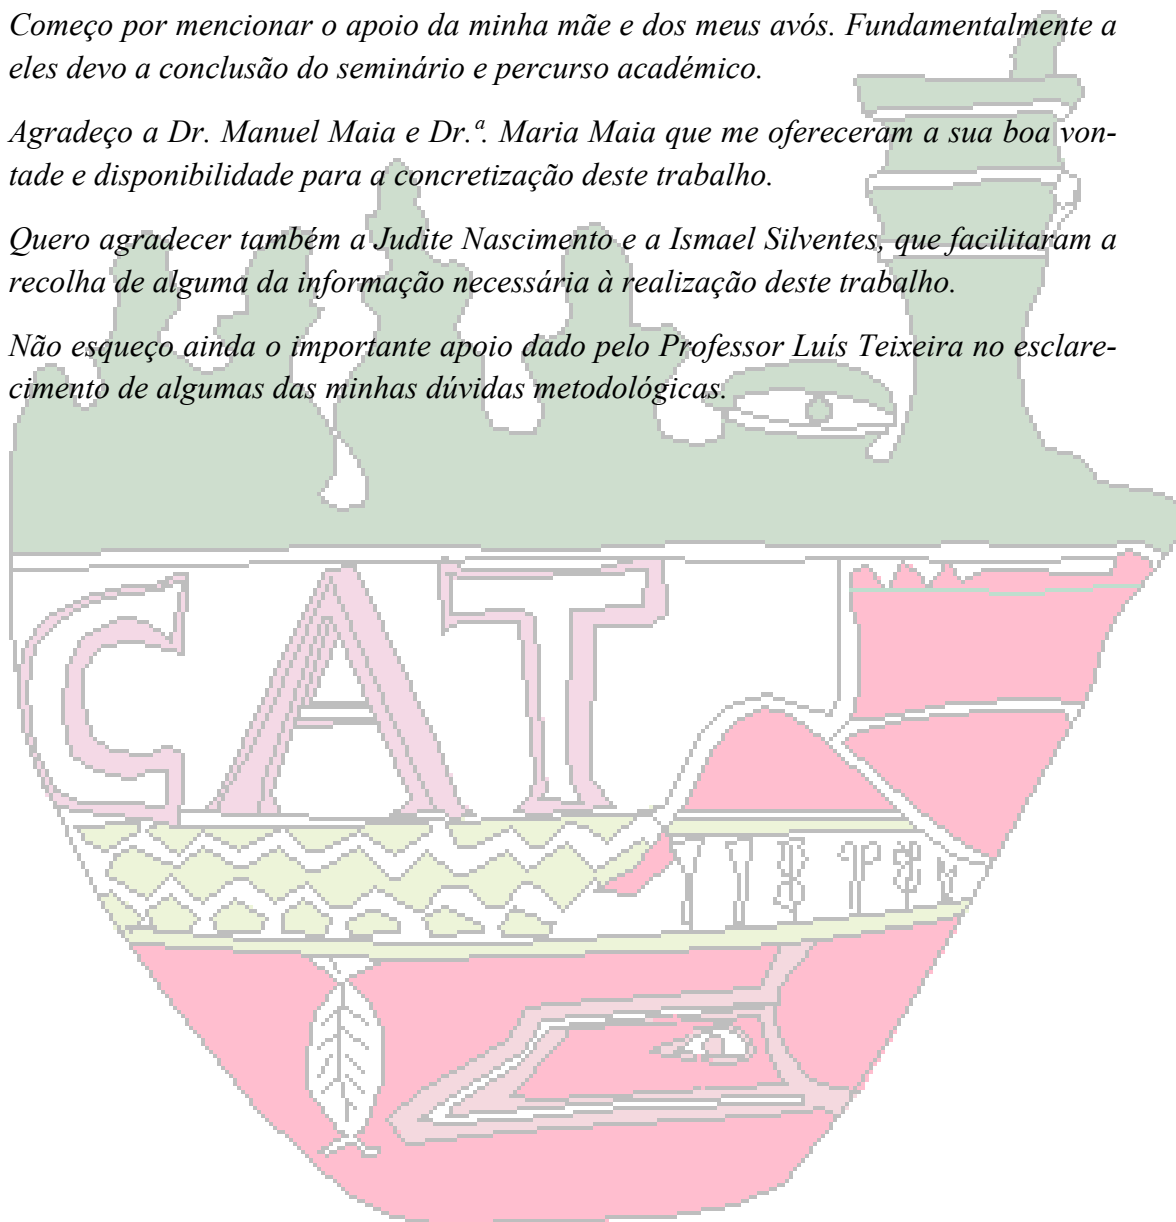 Começo por mencionar o apoio da minha mãe e dos meus avós. Fundamentalmente a
eles devo a conclusão do seminário e percurso académico.
Agradeço a Dr. Manuel Maia e Dr.ª. Maria Maia que me ofereceram a sua boa von-
tade e disponibilidade para a concretização deste trabalho.
Quero agradecer também a Judite Nascimento e a Ismael Silventes, que facilitaram a
recolha de alguma da informação necessária à realização deste trabalho.
Não esqueço ainda o importante apoio dado pelo Professor Luís Teixeira no esclare-
cimento de algumas das minhas dúvidas metodológicas.
CAT